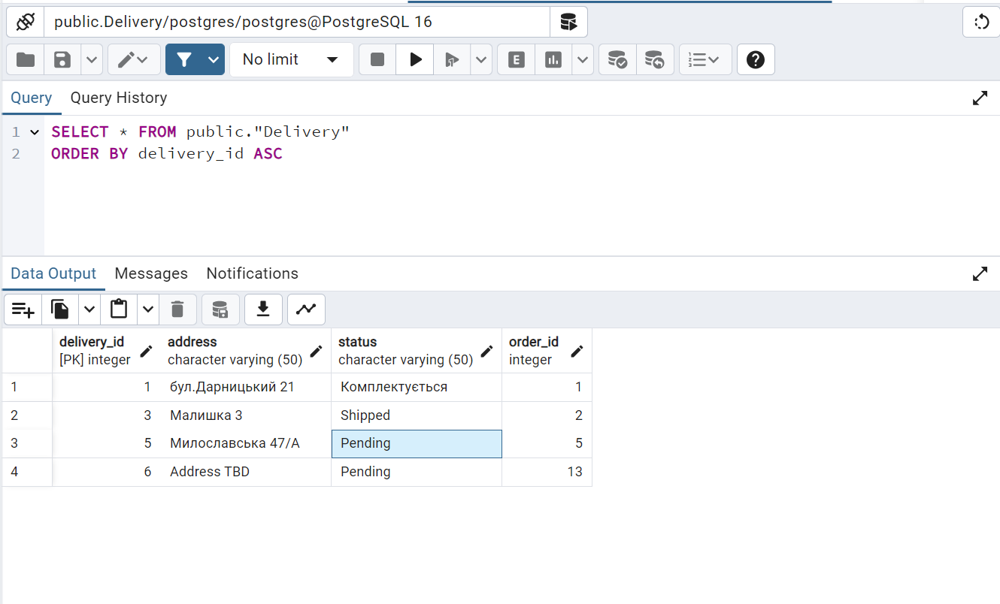 public.Delivery/postgres/postgres@PostgreSQL 16
No limit
E
Query Query History
1 SELECT * FROM public."Delivery"
2 ORDER BY delivery_id ASC
Data Output Messages Notifications
delivery_id address status order_id
[PK] integer character varying (50) character varying (50) integer
1 1 бул.Дарницький 21 Комплектується 1
2 3 Малишка 3 Shipped 2
3 5 Милославська 47/А Pending 5
4 6 Address TBD Pending 13